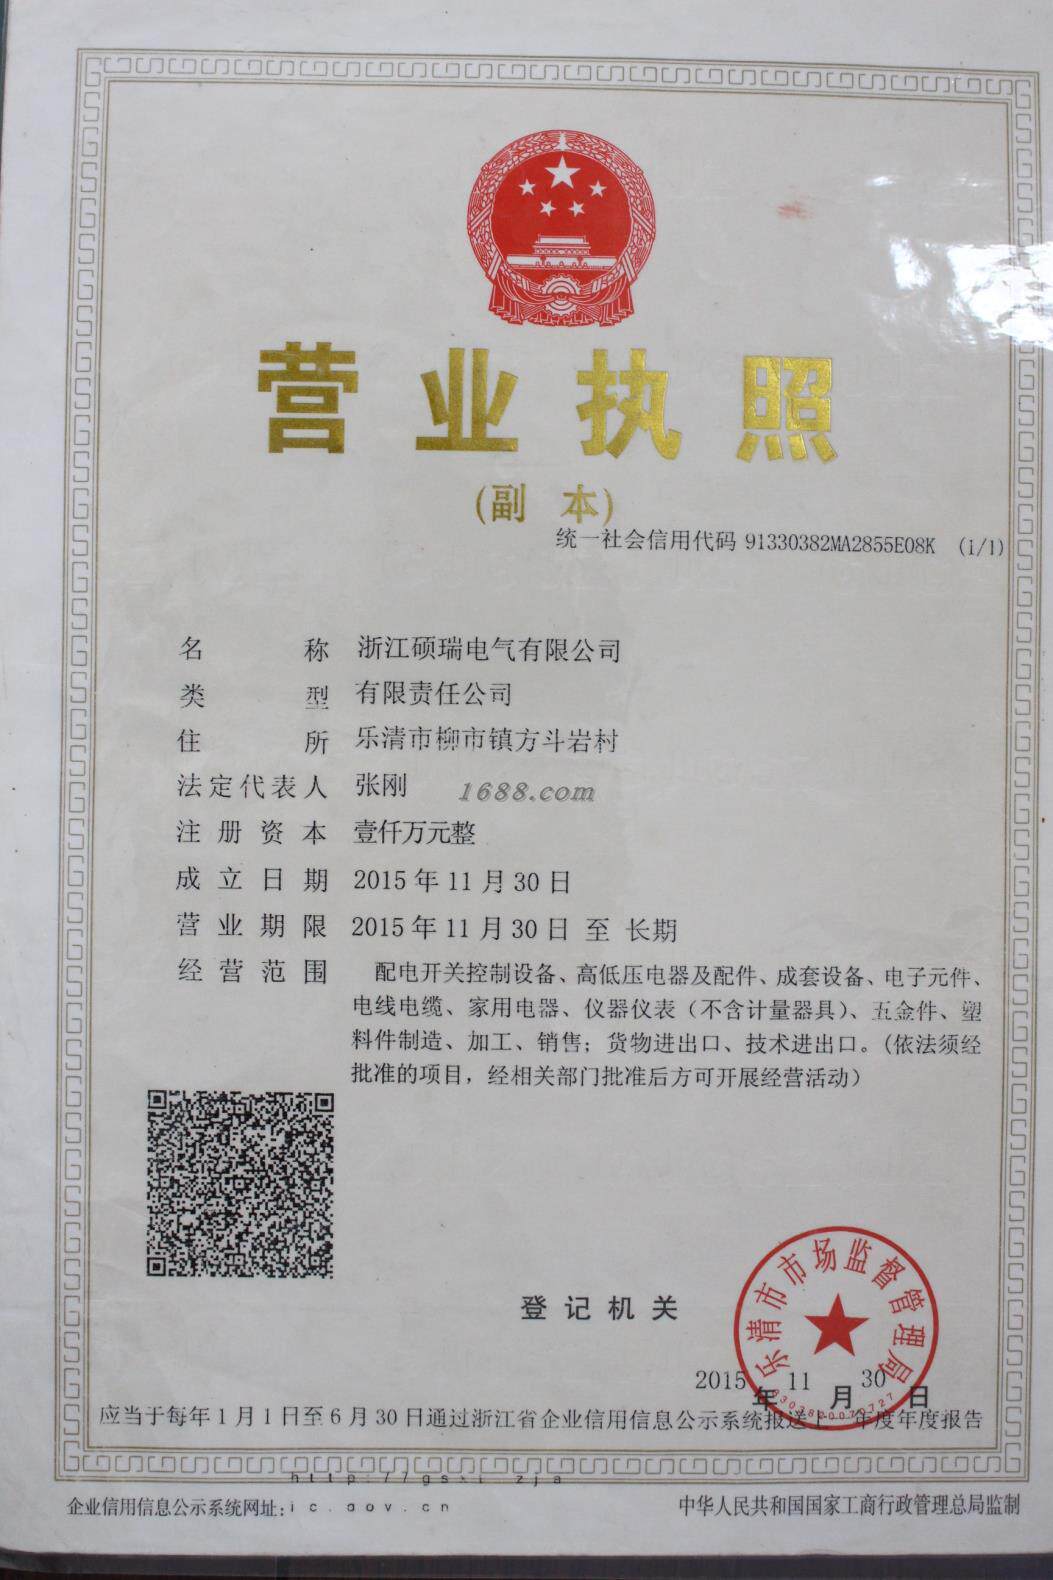 营业执照
(副 本)
统一社会信用代码 91330382MA2855E08K (1/1)
名 称 浙江硕瑞电气有限公司
类 型 有限责任公司
住 所 乐清市柳市镇方斗岩村
法定代表人 张刚
1688.com
注册资本 壹仟万元整
成立日期 2015年11月30日
营业期限 2015年11月30日 至 长期
经营范围 配电开关控制设备、高低压电器及配件、成套设备、电子元件、
电线电缆、家用电器、仪器仪表（不含计量器具）、五金件、塑
料件制造、加工、销售；货物进出口、技术进出口。(依法须经
批准的项目，经相关部门批准后方可开展经营活动）
乐清市市场监督管理局
登记机关
2015年11月30日
应当于每年1月1日至6月30日通过浙江省企业信用信息公示系统报送上一年度年度报告
http://gsxt.zja
企业信用信息公示系统网址：ic.gov.cn
中华人民共和国国家工商行政管理总局监制